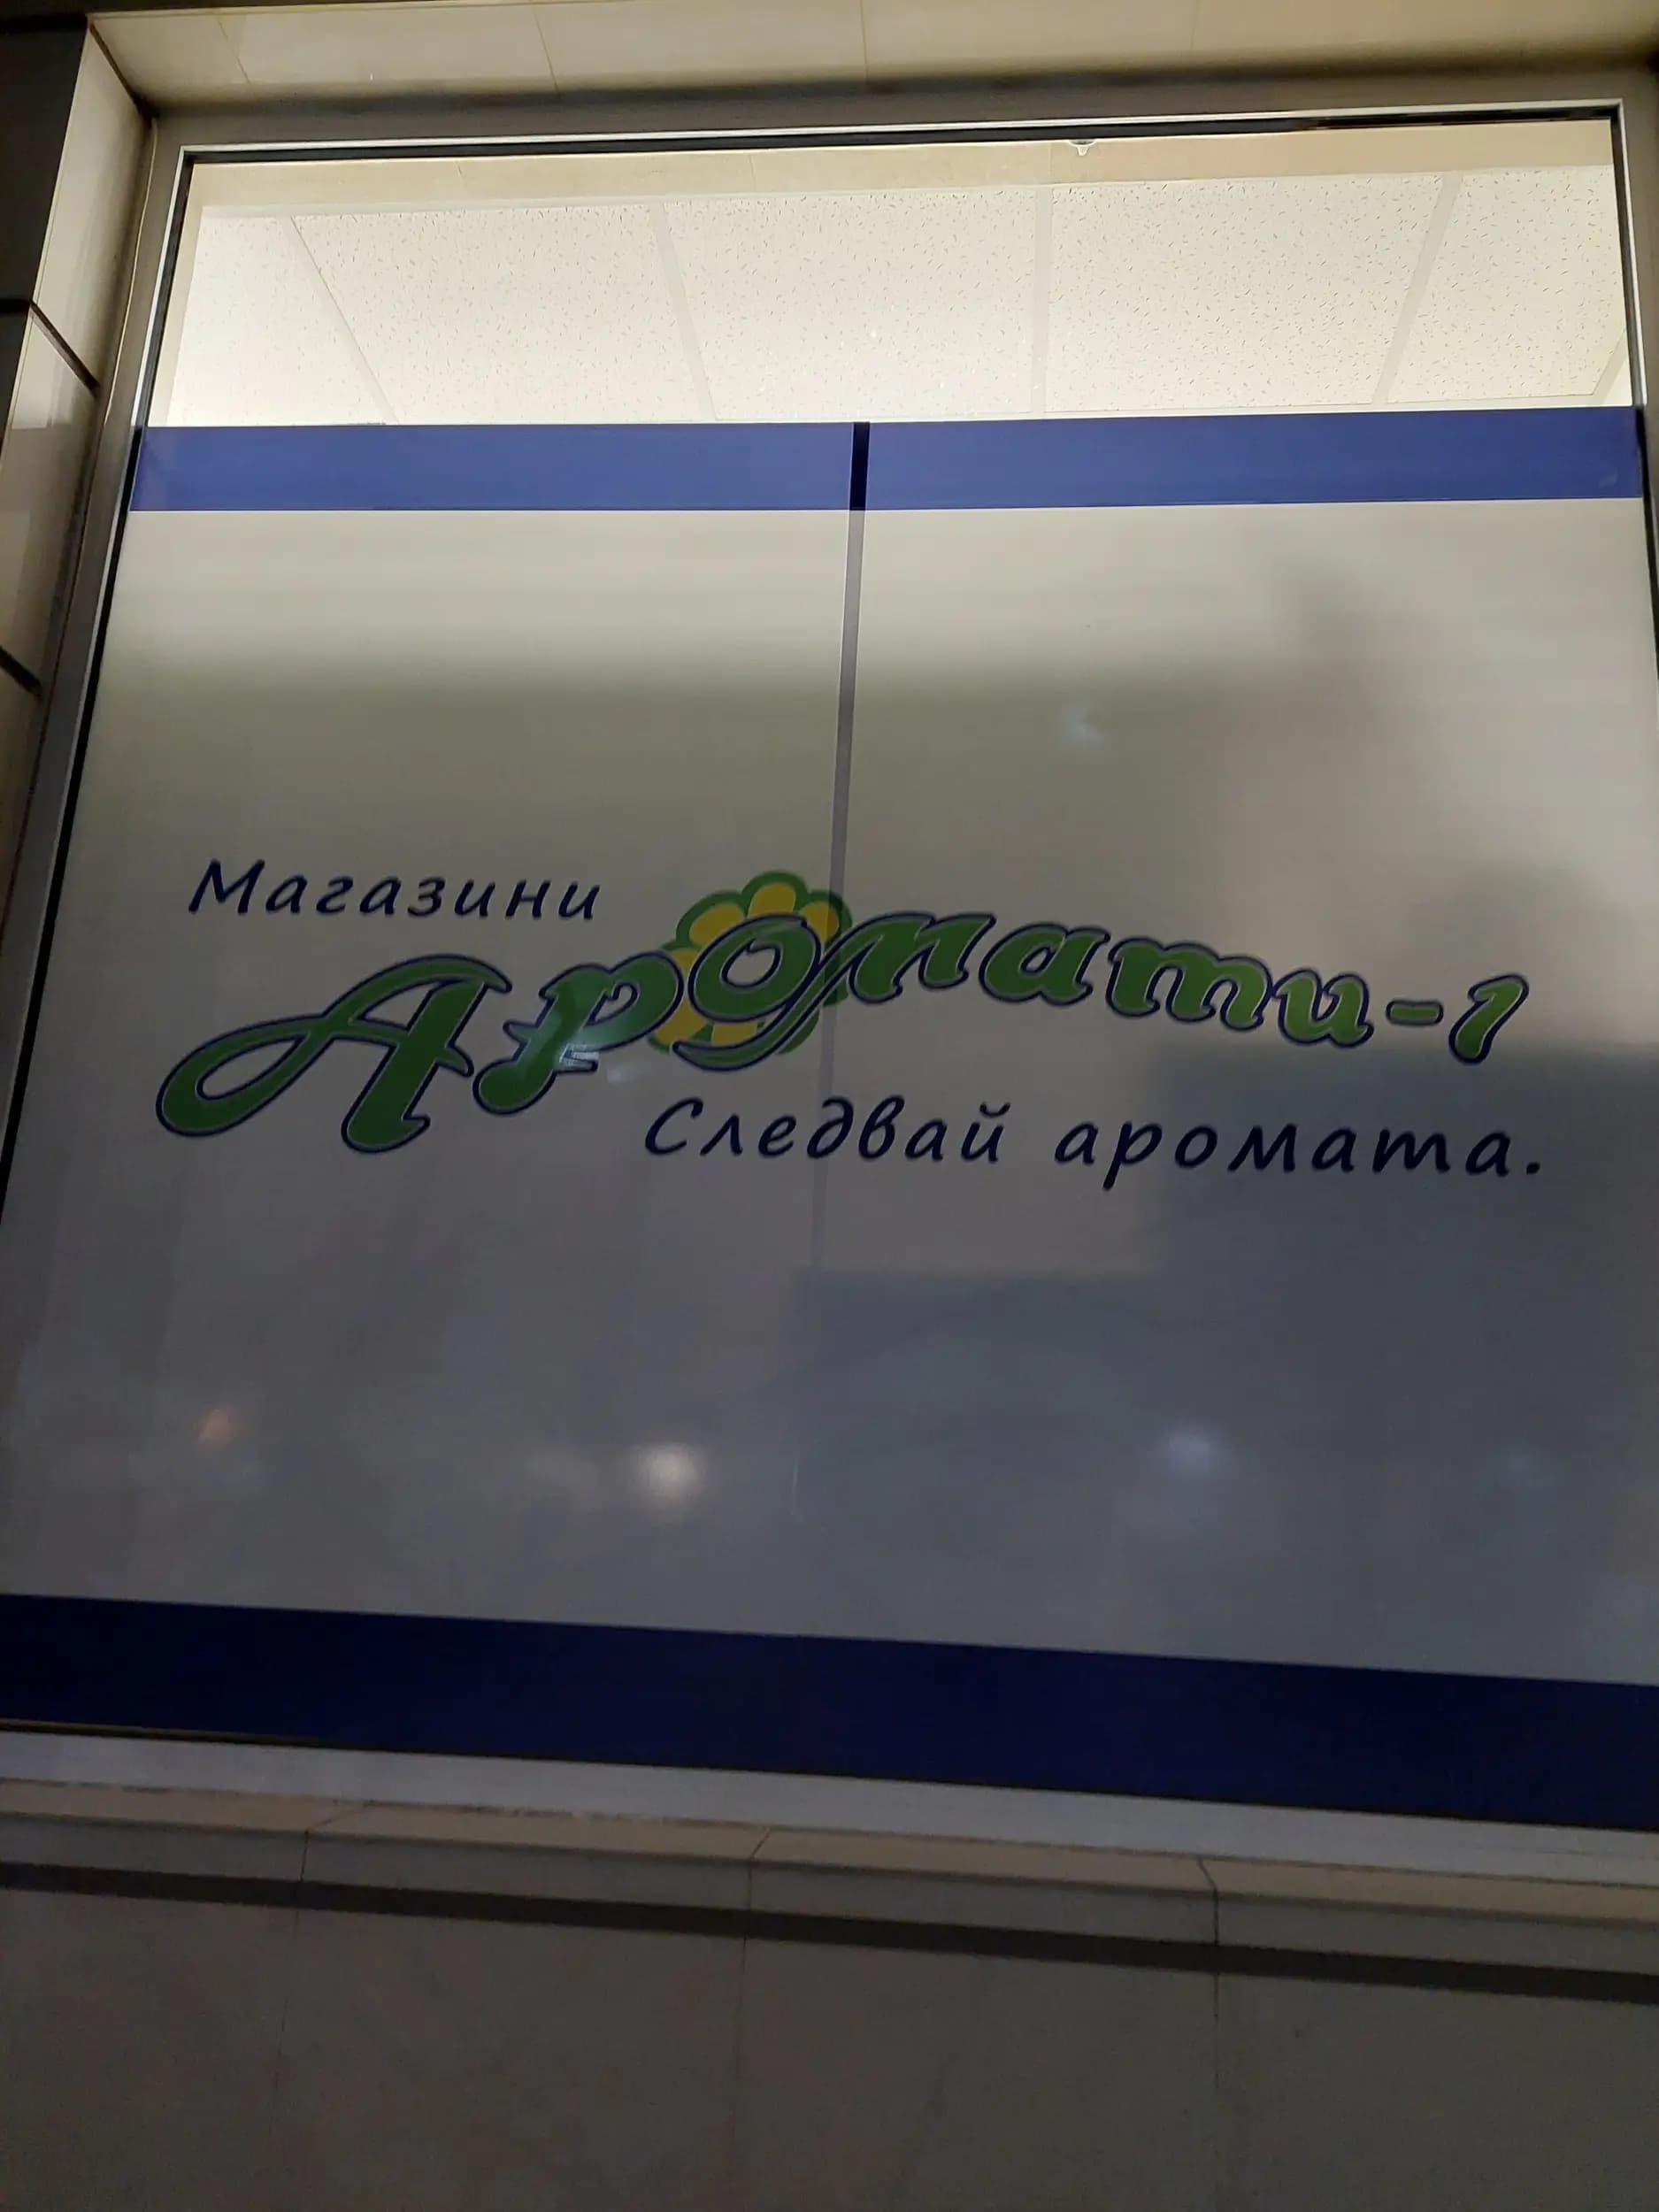 Магазини
Аромати-1
Следвай аромата.